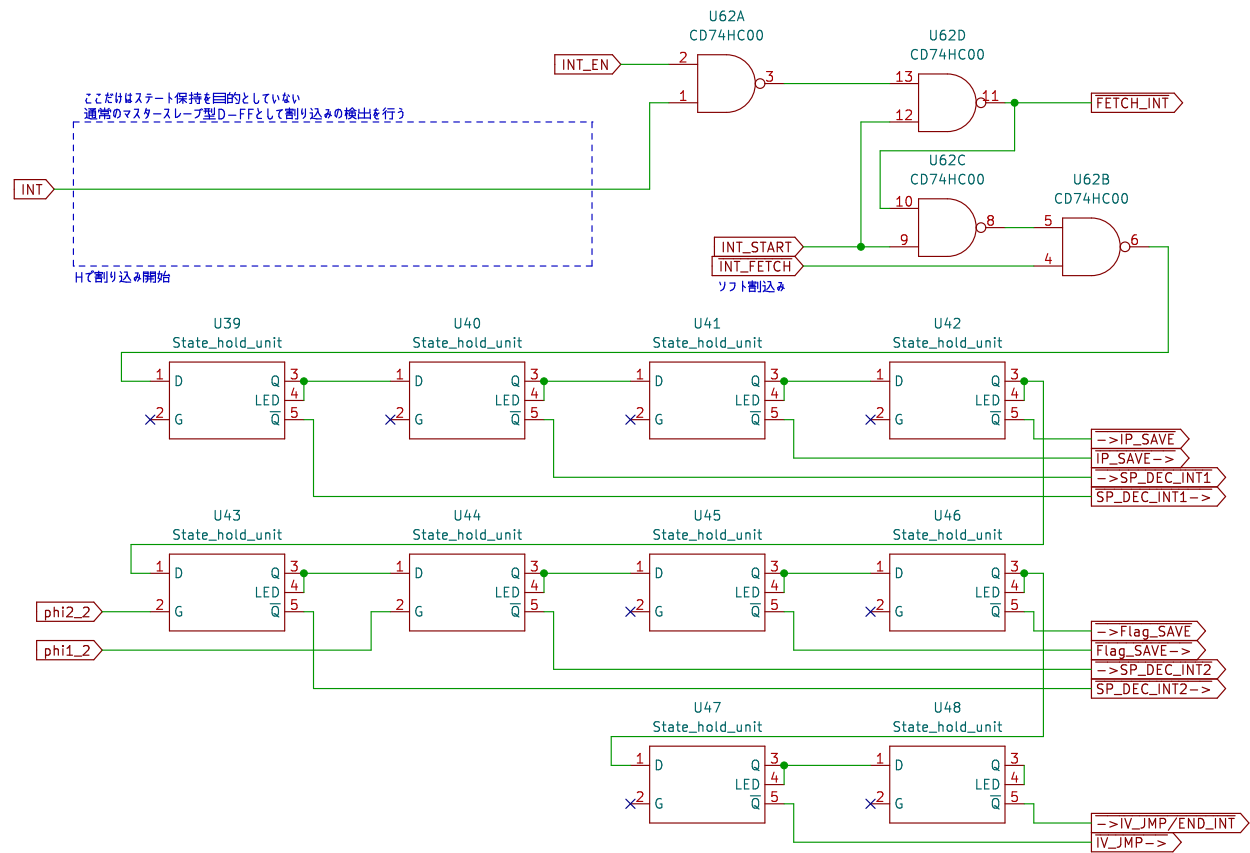 U62A
CD74HC00
INT_EN
2
1
3
U62D
CD74HC00
13
12
11
FETCH_INT
ここだけはステート保持を目的としていない
通常のマスタースレーブ型D-FFとして割り込みの検出を行う
INT
Hで割り込み開始
U62C
CD74HC00
10
9
8
U62B
CD74HC00
5
4
6
INT_START
INT_FETCH
ソフト割込み
U39
State_hold_unit
1 D Q 3
LED 4
2 G Q 5
U40
State_hold_unit
1 D Q 3
LED 4
2 G Q 5
U41
State_hold_unit
1 D Q 3
LED 4
2 G Q 5
U42
State_hold_unit
1 D Q 3
LED 4
2 G Q 5
->IP_SAVE
IP_SAVE->
->SP_DEC_INT1
SP_DEC_INT1->
U43
State_hold_unit
1 D Q 3
LED 4
2 G Q 5
phi2_2
phi1_2
U44
State_hold_unit
1 D Q 3
LED 4
2 G Q 5
U45
State_hold_unit
1 D Q 3
LED 4
2 G Q 5
U46
State_hold_unit
1 D Q 3
LED 4
2 G Q 5
->Flag_SAVE
Flag_SAVE->
->SP_DEC_INT2
SP_DEC_INT2->
U47
State_hold_unit
1 D Q 3
LED 4
2 G Q 5
U48
State_hold_unit
1 D Q 3
LED 4
2 G Q 5
->IV_JMP/END_INT
IV_JMP->